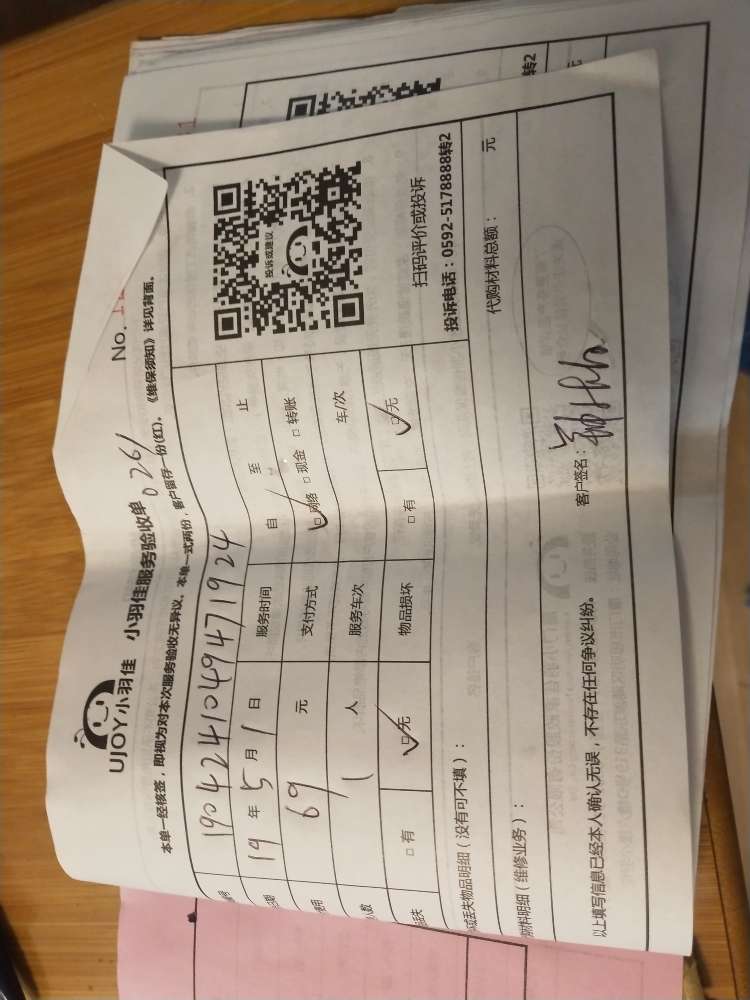 UJOY小羽佳 小羽佳服务验收单 0261 No.
本单一经核签，即视为对本次服务验收无异议。本单一式两份，客户留存一份(红)。《维保须知》详见背面。
1904241049471924
19 年 5 月 1 日 服务时间 自 至 止
69 元 支付方式 ☑网络 □现金 □转账
1 人 服务车次 车/次
□有 ☑无 物品损坏 □有 ☑无
投诉或建议
扫码评价或投诉
投诉电话：0592-5178888转2
丢失物品明细（没有可不填）：
材料明细（维修业务）： 代购材料总额： 元
以上填写信息已经本人确认无误，不存在任何争议纠纷。 客户签名：
转2
元